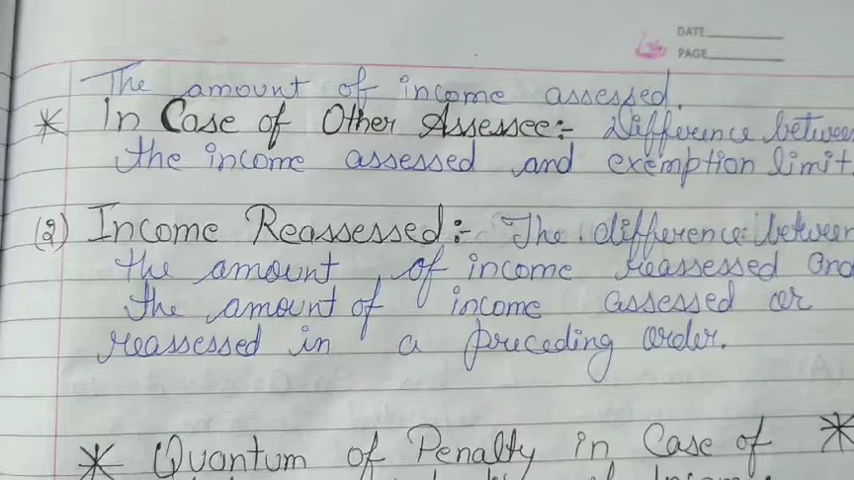 DATE
PAGE
The amount of income assessed.
* In Case of Other Assessee:- Difference between
the income assessed and exemption limit.
(2) Income Reassessed:- The difference between
the amount of income reassessed and
the amount of income assessed or
reassessed in a preceding order.
* Quantum of Penalty in Case of *